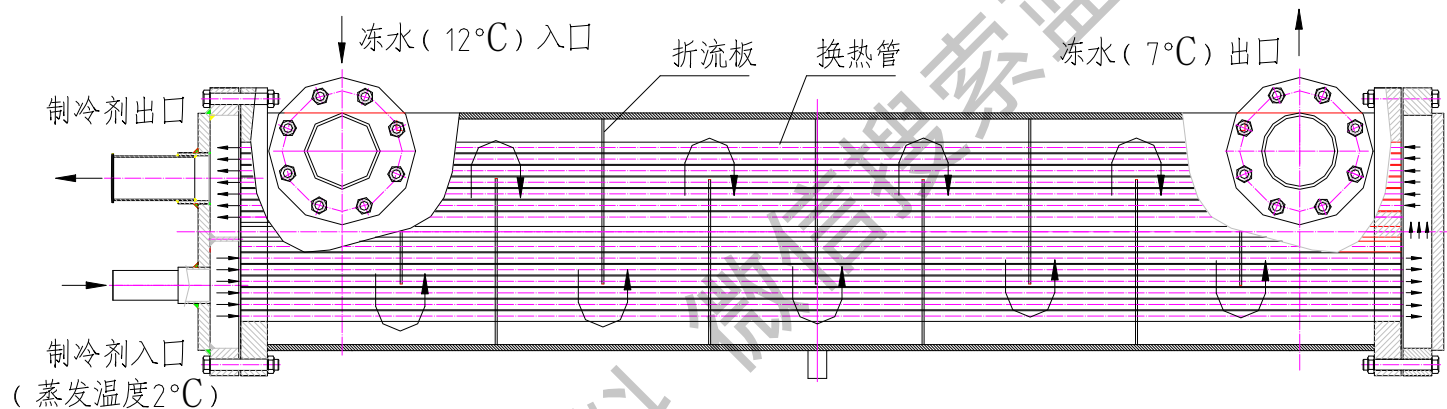 冻水( 12°C) 入口
折流板
换热管
冻水( 7°C) 出口
制冷剂出口
制冷剂入口
( 蒸发温度2°C)
微信搜索